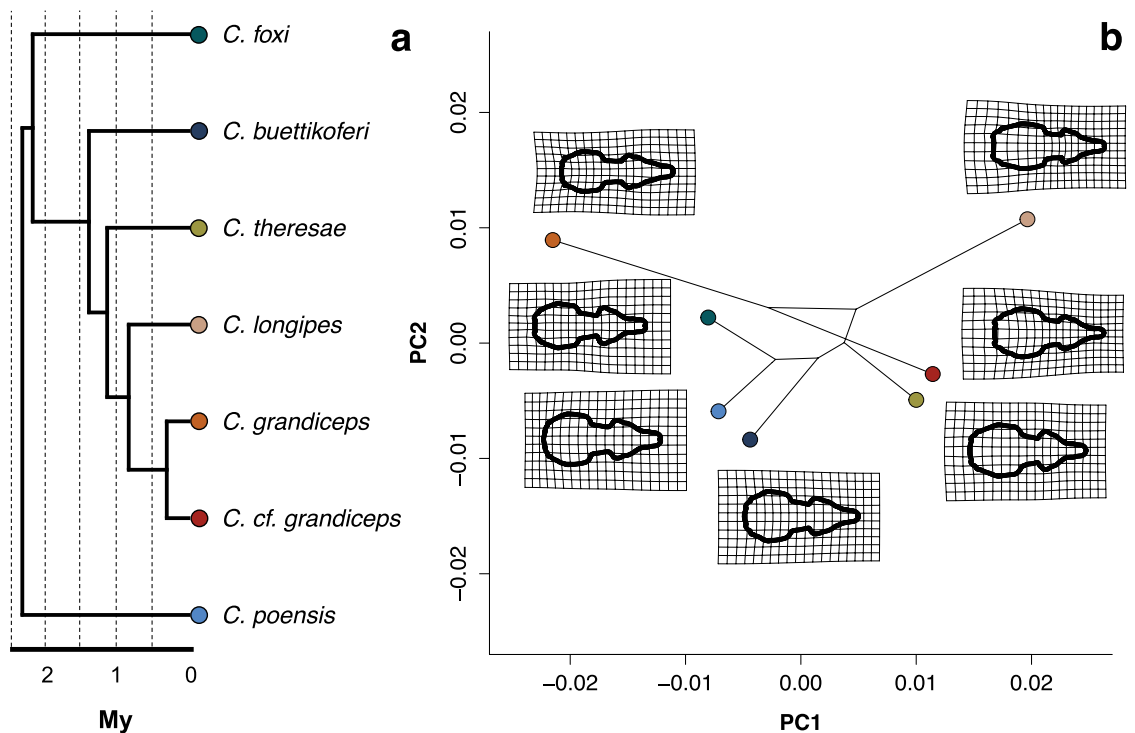 a
C. foxi
C. buettikoferi
C. theresae
C. longipes
C. grandiceps
C. cf. grandiceps
C. poensis
2 1 0
My
b
PC2
0.02
0.01
0.00
−0.01
−0.02
−0.02 −0.01 0.00 0.01 0.02
PC1